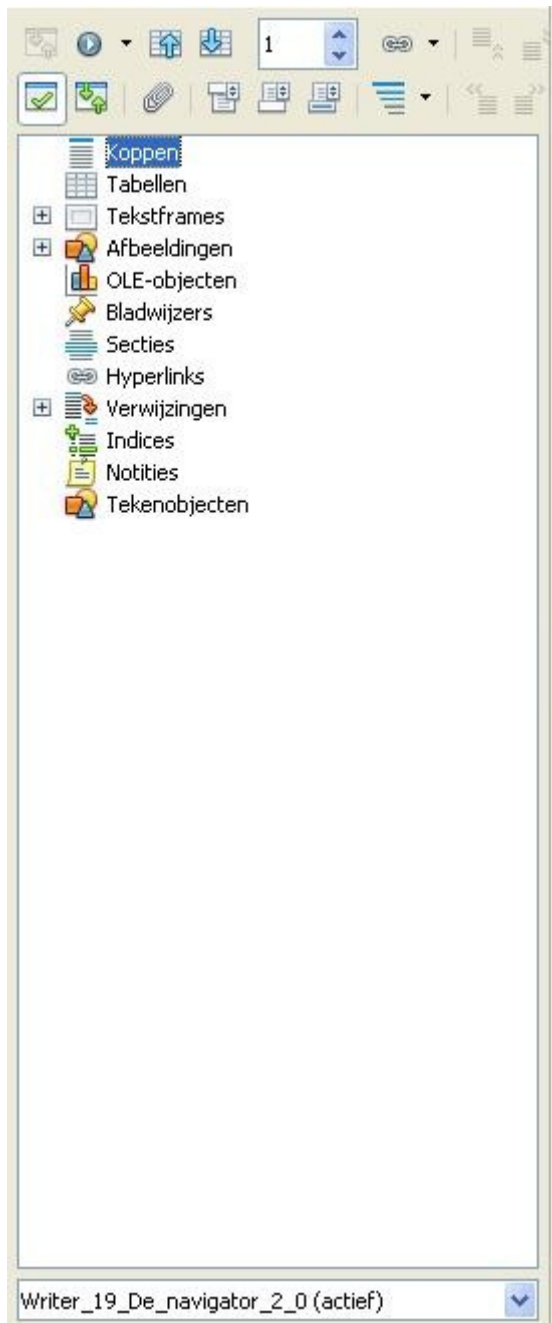 1
Koppen
Tabellen
Tekstframes
Afbeeldingen
OLE-objecten
Bladwijzers
Secties
Hyperlinks
Verwijzingen
Indices
Notities
Tekenobjecten
Writer_19_De_navigator_2_0 (actief)